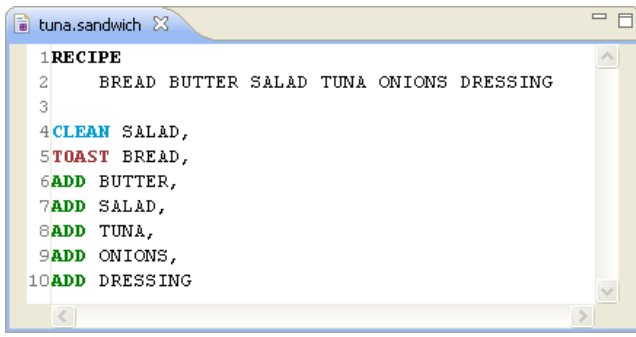 tuna.sandwich
1 RECIPE
2 BREAD BUTTER SALAD TUNA ONIONS DRESSING
3
4 CLEAN SALAD,
5 TOAST BREAD,
6 ADD BUTTER,
7 ADD SALAD,
8 ADD TUNA,
9 ADD ONIONS,
10 ADD DRESSING